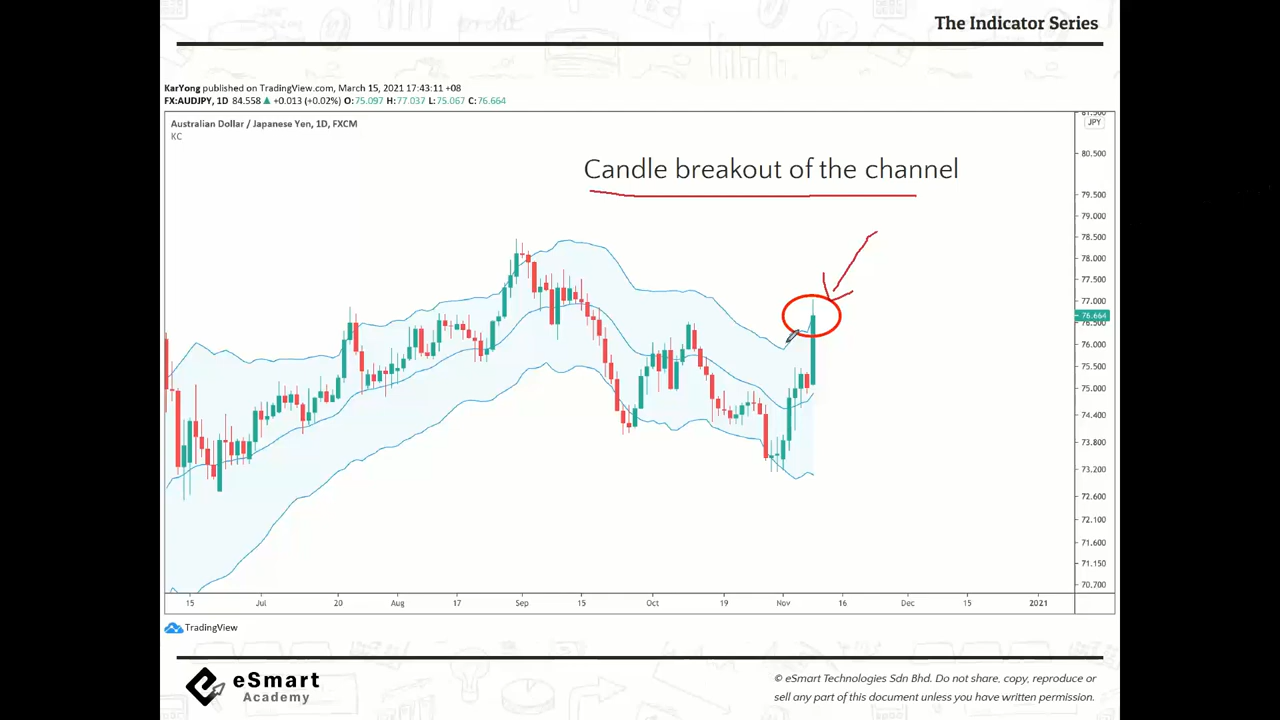 The Indicator Series
KarYong published on TradingView.com, March 15, 2021 17:43:11 +08
FX:AUDJPY, 1D 84.558 ▲ +0.013 (+0.02%) O:75.097 H:77.037 L:75.067 C:76.664
Australian Dollar / Japanese Yen, 1D, FXCM
KC
81.500
JPY
Candle breakout of the channel
80.500
79.500
79.000
78.500
78.000
77.500
77.000
76.664
76.500
76.000
75.500
75.000
74.400
73.800
73.200
72.600
72.100
71.600
71.150
70.700
15 Jul 20 Aug 17 Sep 15 Oct 19 Nov 16 Dec 15 2021
TradingView
eSmart
Academy
© eSmart Technologies Sdn Bhd. Do not share, copy, reproduce or
sell any part of this document unless you have written permission.